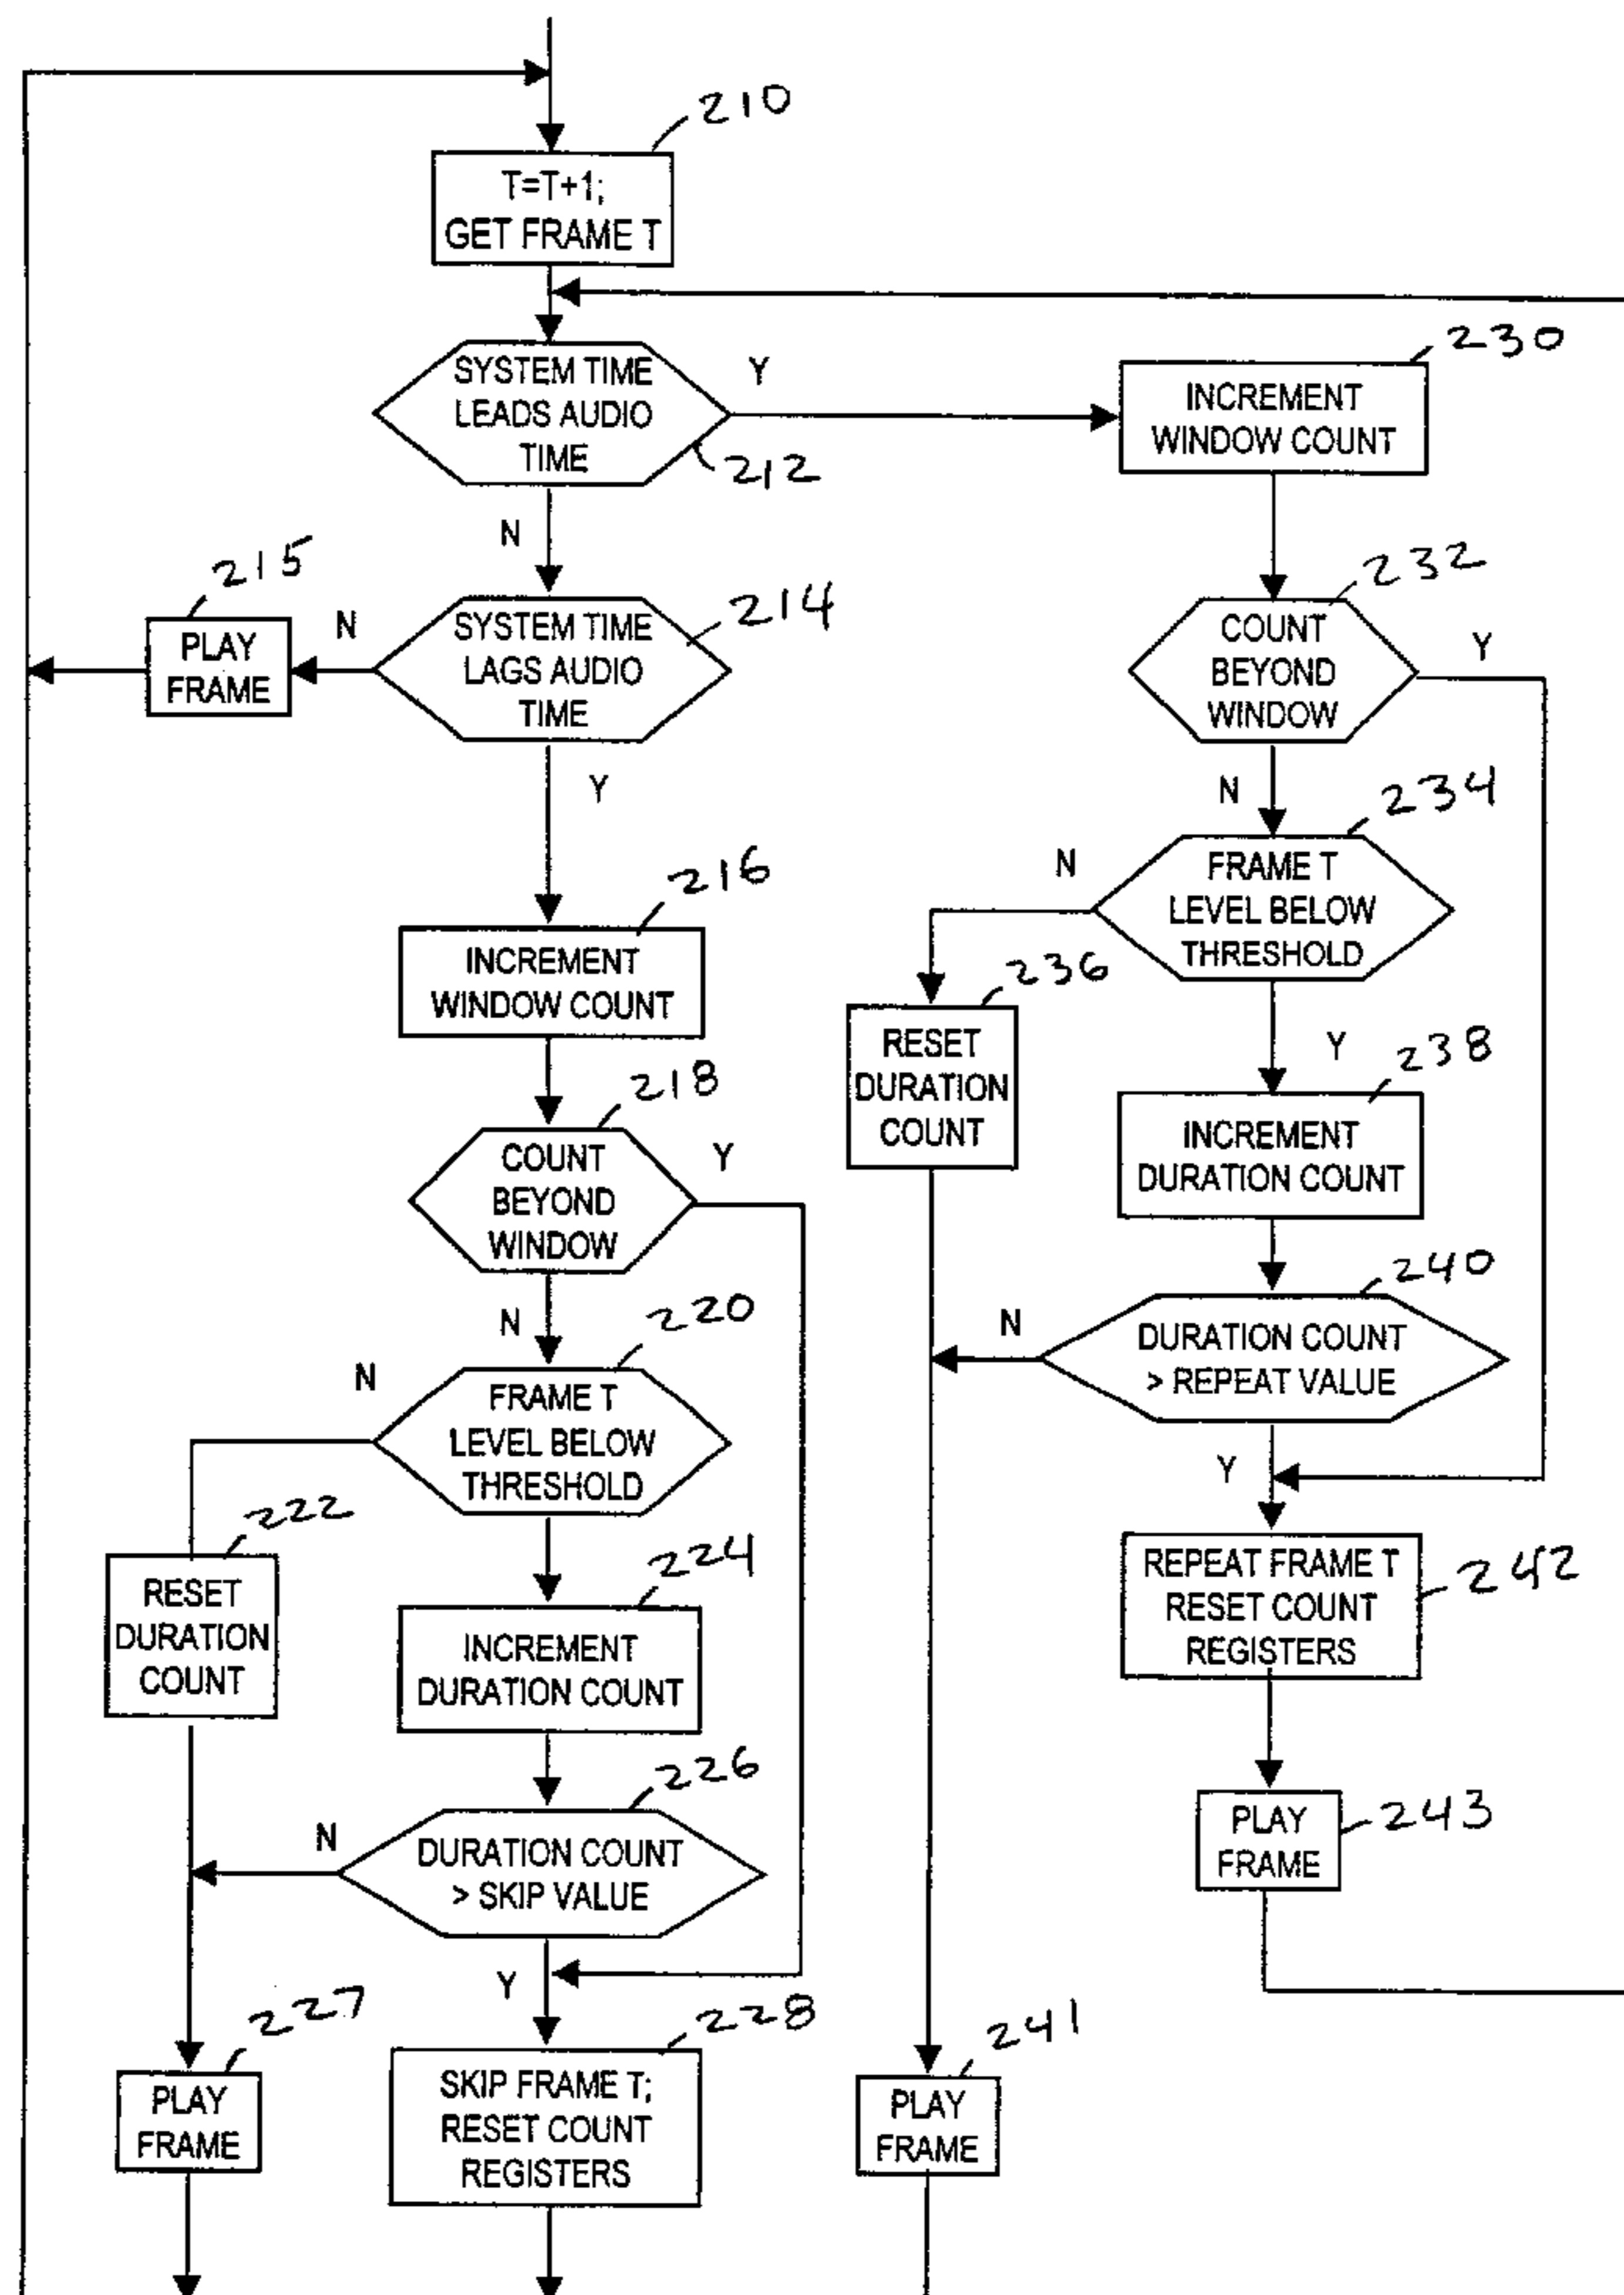 210
T=T+1;
GET FRAME T
SYSTEM TIME
LEADS AUDIO
TIME
Y
212
N
230
INCREMENT
WINDOW COUNT
215
PLAY
FRAME
N
SYSTEM TIME
LAGS AUDIO
TIME
214
Y
232
COUNT
BEYOND
WINDOW
Y
N
216
INCREMENT
WINDOW COUNT
234
FRAME T
LEVEL BELOW
THRESHOLD
N
Y
236
RESET
DURATION
COUNT
238
INCREMENT
DURATION COUNT
218
COUNT
BEYOND
WINDOW
Y
N
240
DURATION COUNT
> REPEAT VALUE
N
Y
220
FRAME T
LEVEL BELOW
THRESHOLD
N
222
RESET
DURATION
COUNT
224
INCREMENT
DURATION COUNT
242
REPEAT FRAME T
RESET COUNT
REGISTERS
226
DURATION COUNT
> SKIP VALUE
N
Y
243
PLAY
FRAME
227
PLAY
FRAME
228
SKIP FRAME T;
RESET COUNT
REGISTERS
241
PLAY
FRAME